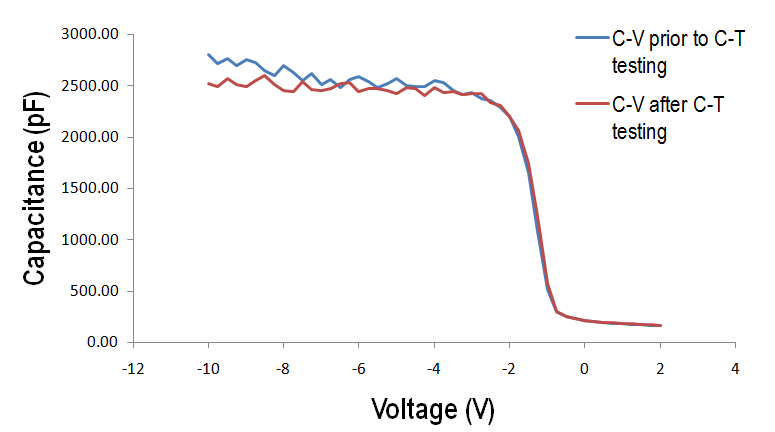 3000.00
2500.00
2000.00
1500.00
1000.00
500.00
0.00
Capacitance (pF)
-12 -10 -8 -6 -4 -2 0 2 4
Voltage (V)
C-V prior to C-T
testing
C-V after C-T
testing